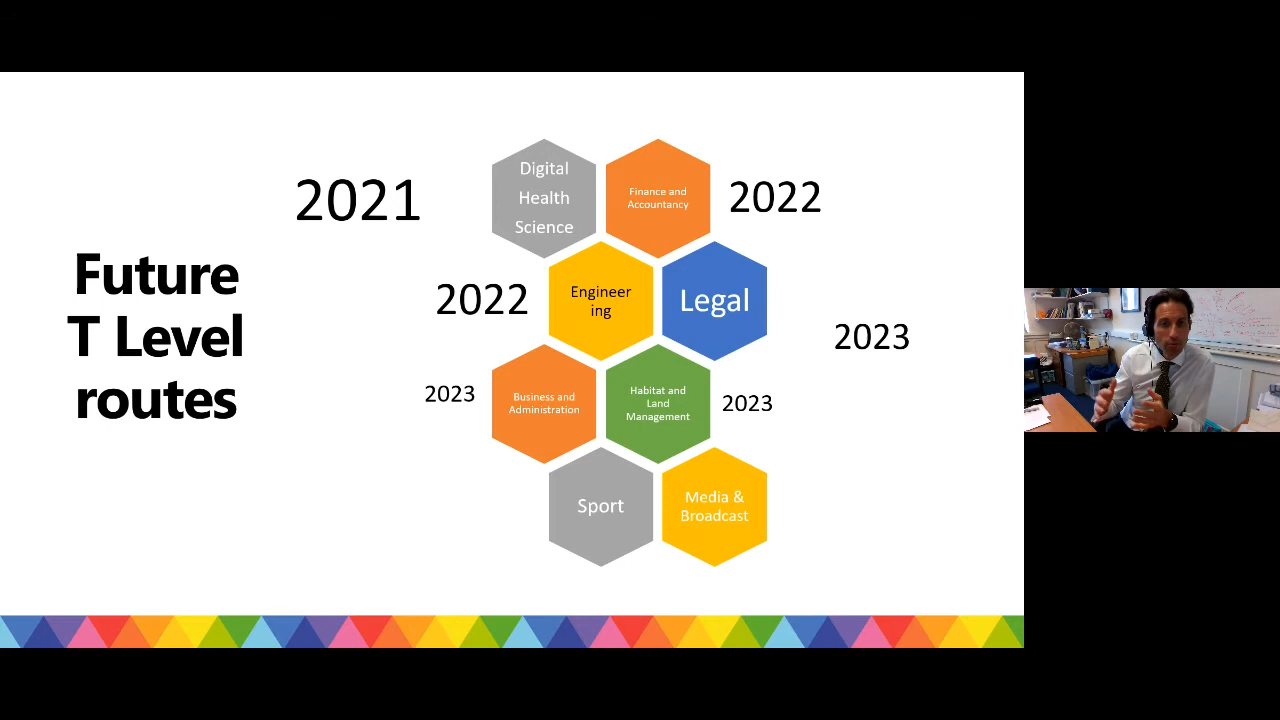 Future
T Level
routes
2021
Digital
Health
Science
Finance and
Accountancy
2022
2022
Engineer
ing
Legal
2023
2023
Business and
Administration
Habitat and
Land
Management
2023
Sport
Media &
Broadcast